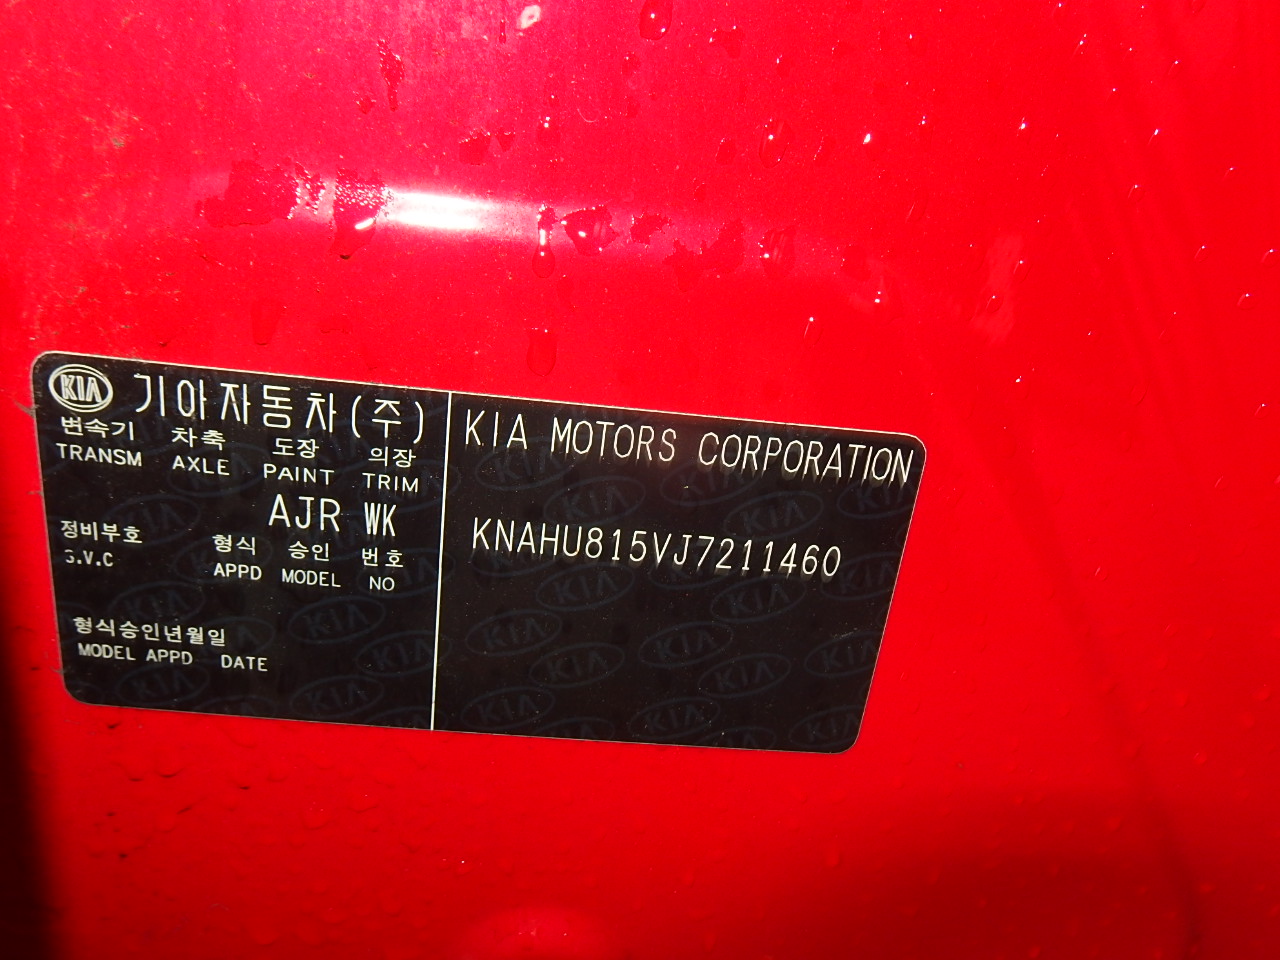 KIA 기아자동차(주)
변속기 차축 도장 의장
TRANSM AXLE PAINT TRIM
AJR WK
정비부호 형식 승인 번호
S.V.C APPD MODEL NO
형식승인년월일
MODEL APPD DATE
KIA MOTORS CORPORATION
KNAHU815VJ7211460